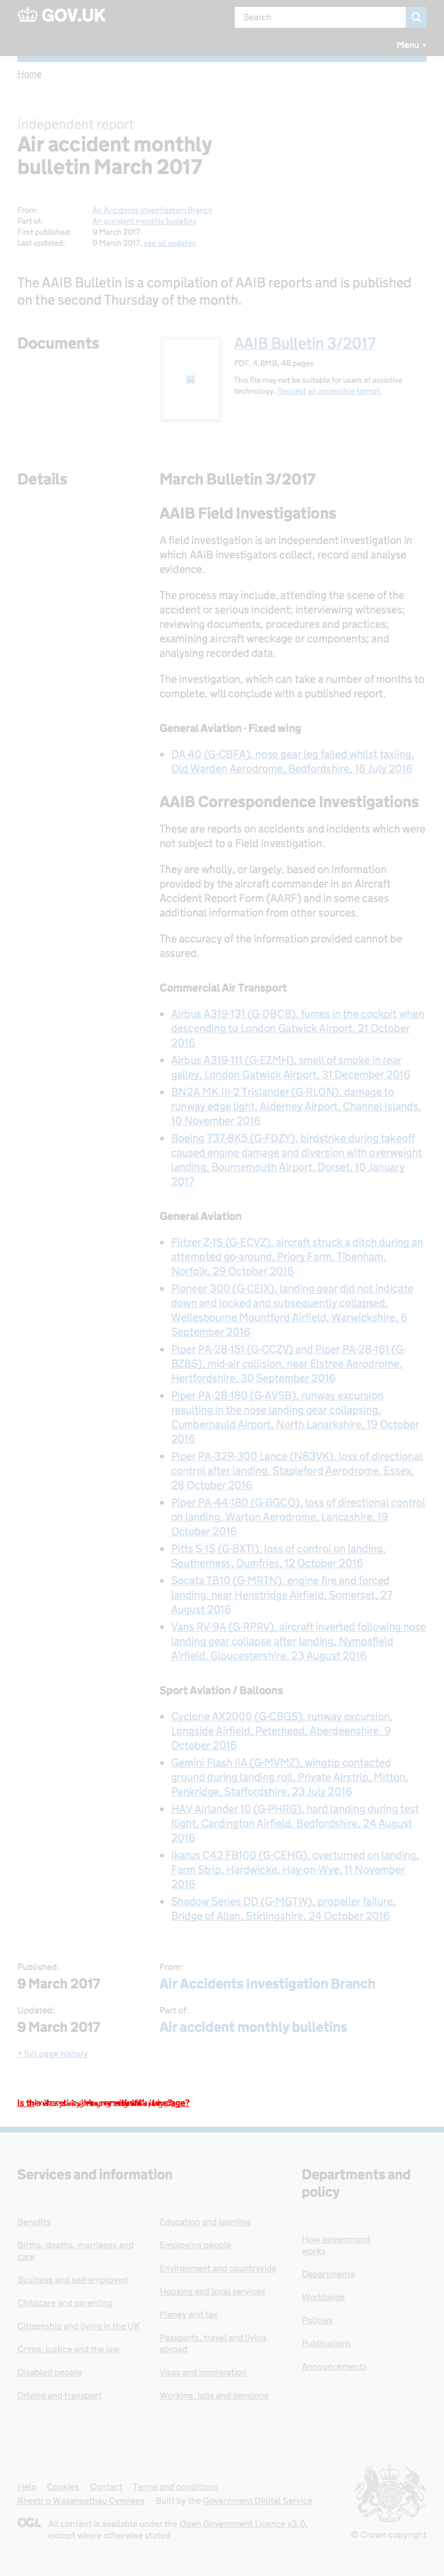 GOV.UK
Search
Menu
Home
Independent report
Air accident monthly
bulletin March 2017
From: Air Accidents Investigation Branch
Part of: Air accident monthly bulletins
First published: 9 March 2017
Last updated: 9 March 2017, see all updates
The AAIB Bulletin is a compilation of AAIB reports and is published
on the second Thursday of the month.
Documents
AAIB Bulletin 3/2017
PDF, 4.8MB, 48 pages
This file may not be suitable for users of assistive
technology. Request an accessible format.
Details
March Bulletin 3/2017
AAIB Field Investigations
A field investigation is an independent investigation in
which AAIB investigators collect, record and analyse
evidence.
The process may include, attending the scene of the
accident or serious incident; interviewing witnesses;
reviewing documents, procedures and practices;
examining aircraft wreckage or components; and
analysing recorded data.
The investigation, which can take a number of months to
complete, will conclude with a published report.
General Aviation - Fixed wing
DA 40 (G-CBFA), nose gear leg failed whilst taxiing,
Old Warden Aerodrome, Bedfordshire, 16 July 2016
AAIB Correspondence Investigations
These are reports on accidents and incidents which were
not subject to a Field Investigation.
They are wholly, or largely, based on information
provided by the aircraft commander in an Aircraft
Accident Report Form (AARF) and in some cases
additional information from other sources.
The accuracy of the information provided cannot be
assured.
Commercial Air Transport
Airbus A319-131 (G-DBCB), fumes in the cockpit when
descending to London Gatwick Airport, 21 October
2016
Airbus A319-111 (G-EZMH), smell of smoke in rear
galley, London Gatwick Airport, 31 December 2016
BN2A MK.III-2 Trislander (G-RLON), damage to
runway edge light, Alderney Airport, Channel Islands,
10 November 2016
Boeing 737-8K5 (G-FDZY), birdstrike during takeoff
caused engine damage and diversion with overweight
landing, Bournemouth Airport, Dorset, 10 January
2017
General Aviation
Flitzer Z-1S (G-ECVZ), aircraft struck a ditch during an
attempted go-around, Priory Farm, Tibenham,
Norfolk, 29 October 2016
Pioneer 300 (G-CEIX), landing gear did not indicate
down and locked and subsequently collapsed,
Wellesbourne Mountford Airfield, Warwickshire, 6
September 2016
Piper PA-28-151 (G-CCZV) and Piper PA-28-161 (G-
BZBS), mid-air collision, near Elstree Aerodrome,
Hertfordshire, 30 September 2016
Piper PA-28-180 (G-AVSB), runway excursion
resulting in the nose landing gear collapsing,
Cumbernauld Airport, North Lanarkshire, 19 October
2016
Piper PA-32R-300 Lance (N83VK), loss of directional
control after landing, Stapleford Aerodrome, Essex,
28 October 2016
Piper PA-44-180 (G-BGCO), loss of directional control
on landing, Warton Aerodrome, Lancashire, 19
October 2016
Pitts S-1S (G-BXTI), loss of control on landing,
Southerness, Dumfries, 12 October 2016
Socata TB10 (G-MRTN), engine fire and forced
landing, near Henstridge Airfield, Somerset, 27
August 2016
Vans RV-9A (G-RPRV), aircraft inverted following nose
landing gear collapse after landing, Nympsfield
Airfield, Gloucestershire, 23 August 2016
Sport Aviation / Balloons
Cyclone AX2000 (G-CBGS), runway excursion,
Longside Airfield, Peterhead, Aberdeenshire, 9
October 2016
Gemini Flash IIA (G-MVMZ), wingtip contacted
ground during landing roll, Private Airstrip, Mitton,
Penkridge, Staffordshire, 23 July 2016
HAV Airlander 10 (G-PHRG), hard landing during test
flight, Cardington Airfield, Bedfordshire, 24 August
2016
Ikarus C42 FB100 (G-CEHG), overturned on landing,
Farm Strip, Hardwicke, Hay-on-Wye, 11 November
2016
Shadow Series DD (G-MGTW), propeller failure,
Bridge of Allan, Stirlingshire, 24 October 2016
Published: From:
9 March 2017 Air Accidents Investigation Branch
Updated: Part of:
9 March 2017 Air accident monthly bulletins
+ full page history
Services and information
Benefits
Births, deaths, marriages and
care
Business and self-employed
Childcare and parenting
Citizenship and living in the UK
Crime, justice and the law
Disabled people
Driving and transport
Education and learning
Employing people
Environment and countryside
Housing and local services
Money and tax
Passports, travel and living
abroad
Visas and immigration
Working, jobs and pensions
Departments and
policy
How government
works
Departments
Worldwide
Policies
Publications
Announcements
Help Cookies Contact Terms and conditions
Rhestr o Wasanaethau Cymraeg Built by the Government Digital Service
OGL All content is available under the Open Government Licence v3.0,
except where otherwise stated
© Crown copyright